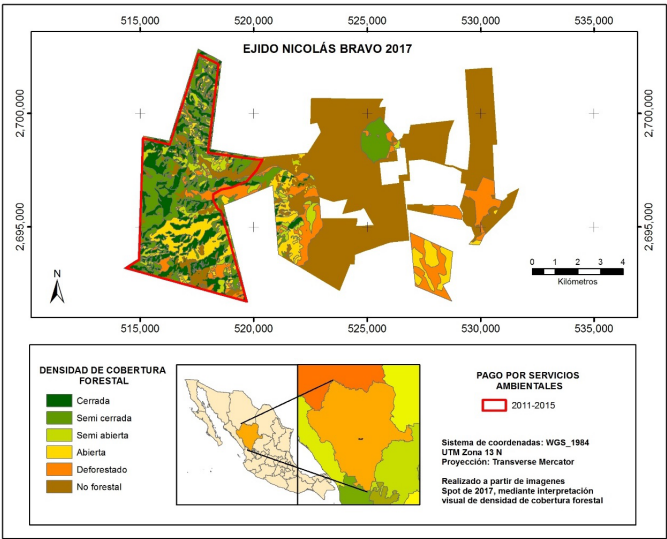 515,000 520,000 525,000 530,000 535,000
EJIDO NICOLÁS BRAVO 2017
2,700,000 2,700,000
2,695,000 2,695,000
N
0 1 2 3 4
Kilómetros
515,000 520,000 525,000 530,000 535,000
DENSIDAD DE COBERTURA
FORESTAL
Cerrada
Semi cerrada
Semi abierta
Abierta
Deforestado
No forestal
PAGO POR SERVICIOS
AMBIENTALES
2011-2015
Sistema de coordenadas: WGS_1984
UTM Zona 13 N
Proyección: Transverse Mercator
Realizado a partir de imagenes
Spot de 2017, mediante interpretación
visual de densidad de cobertura forestal